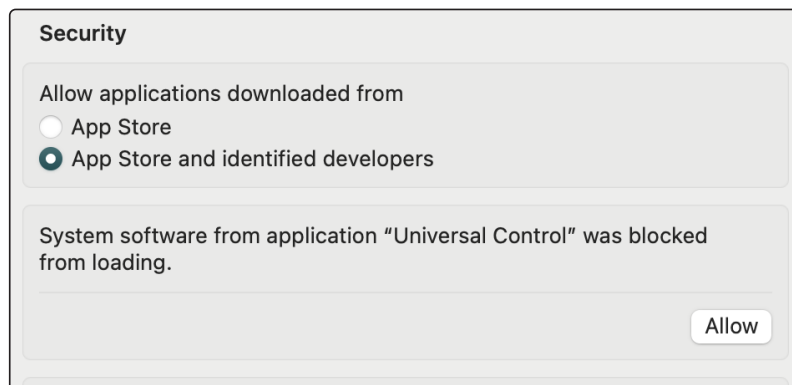 Security
Allow applications downloaded from
App Store
App Store and identified developers
System software from application “Universal Control” was blocked
from loading.
Allow